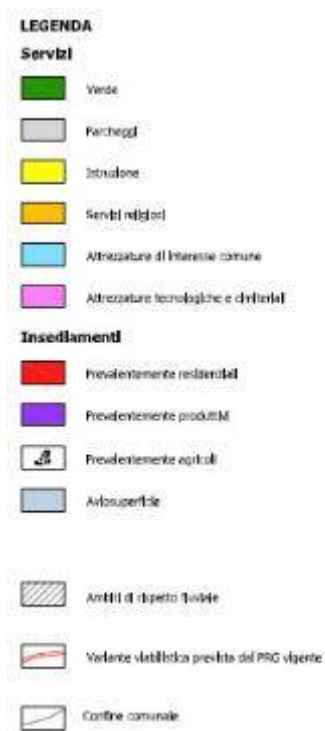 LEGENDA
Servizi
Verde
Parcheggi
Istruzione
Servizi religiosi
Attrezzature di interesse comune
Attrezzature tecnologiche e cimiteriali
Insediamenti
Prevalentemente residenziali
Prevalentemente produttivi
Prevalentemente agricoli
Aviosuperficie
Ambiti di rispetto fluviale
Variante viabilistica prevista dal PRG vigente
Confine comunale